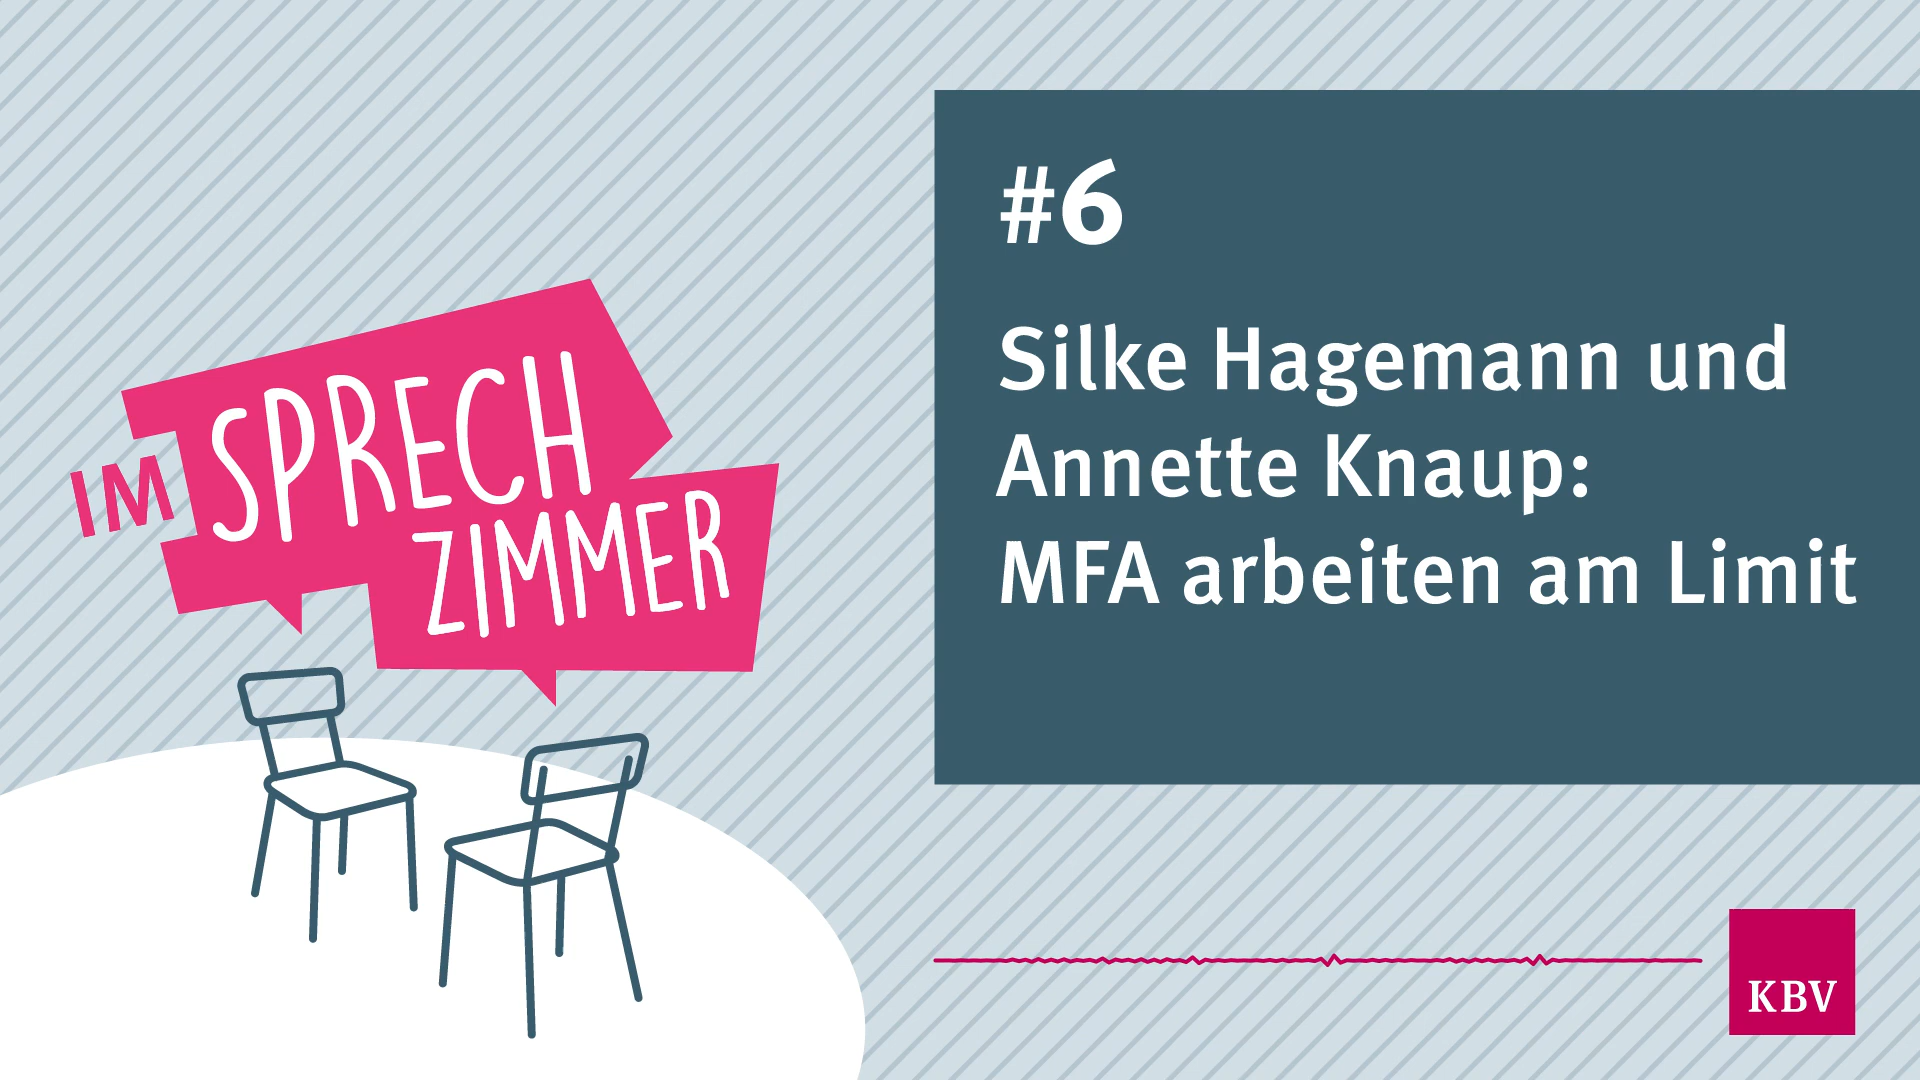 IM
SPRECH
ZIMMER
#6
Silke Hagemann und
Annette Knaup:
MFA arbeiten am Limit
KBV